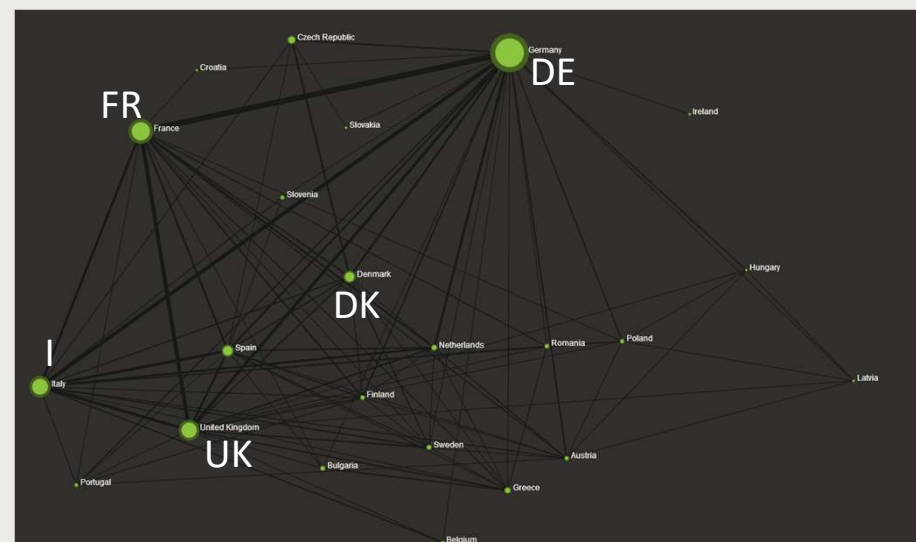 Czech Republic
Germany
DE
Croatia
FR
France
Ireland
Slovakia
Slovenia
Hungary
Denmark
DK
I
Italy
Spain
Netherlands
Romania
Poland
Latvia
Finland
United Kingdom
UK
Sweden
Austria
Bulgaria
Portugal
Greece
Belgium